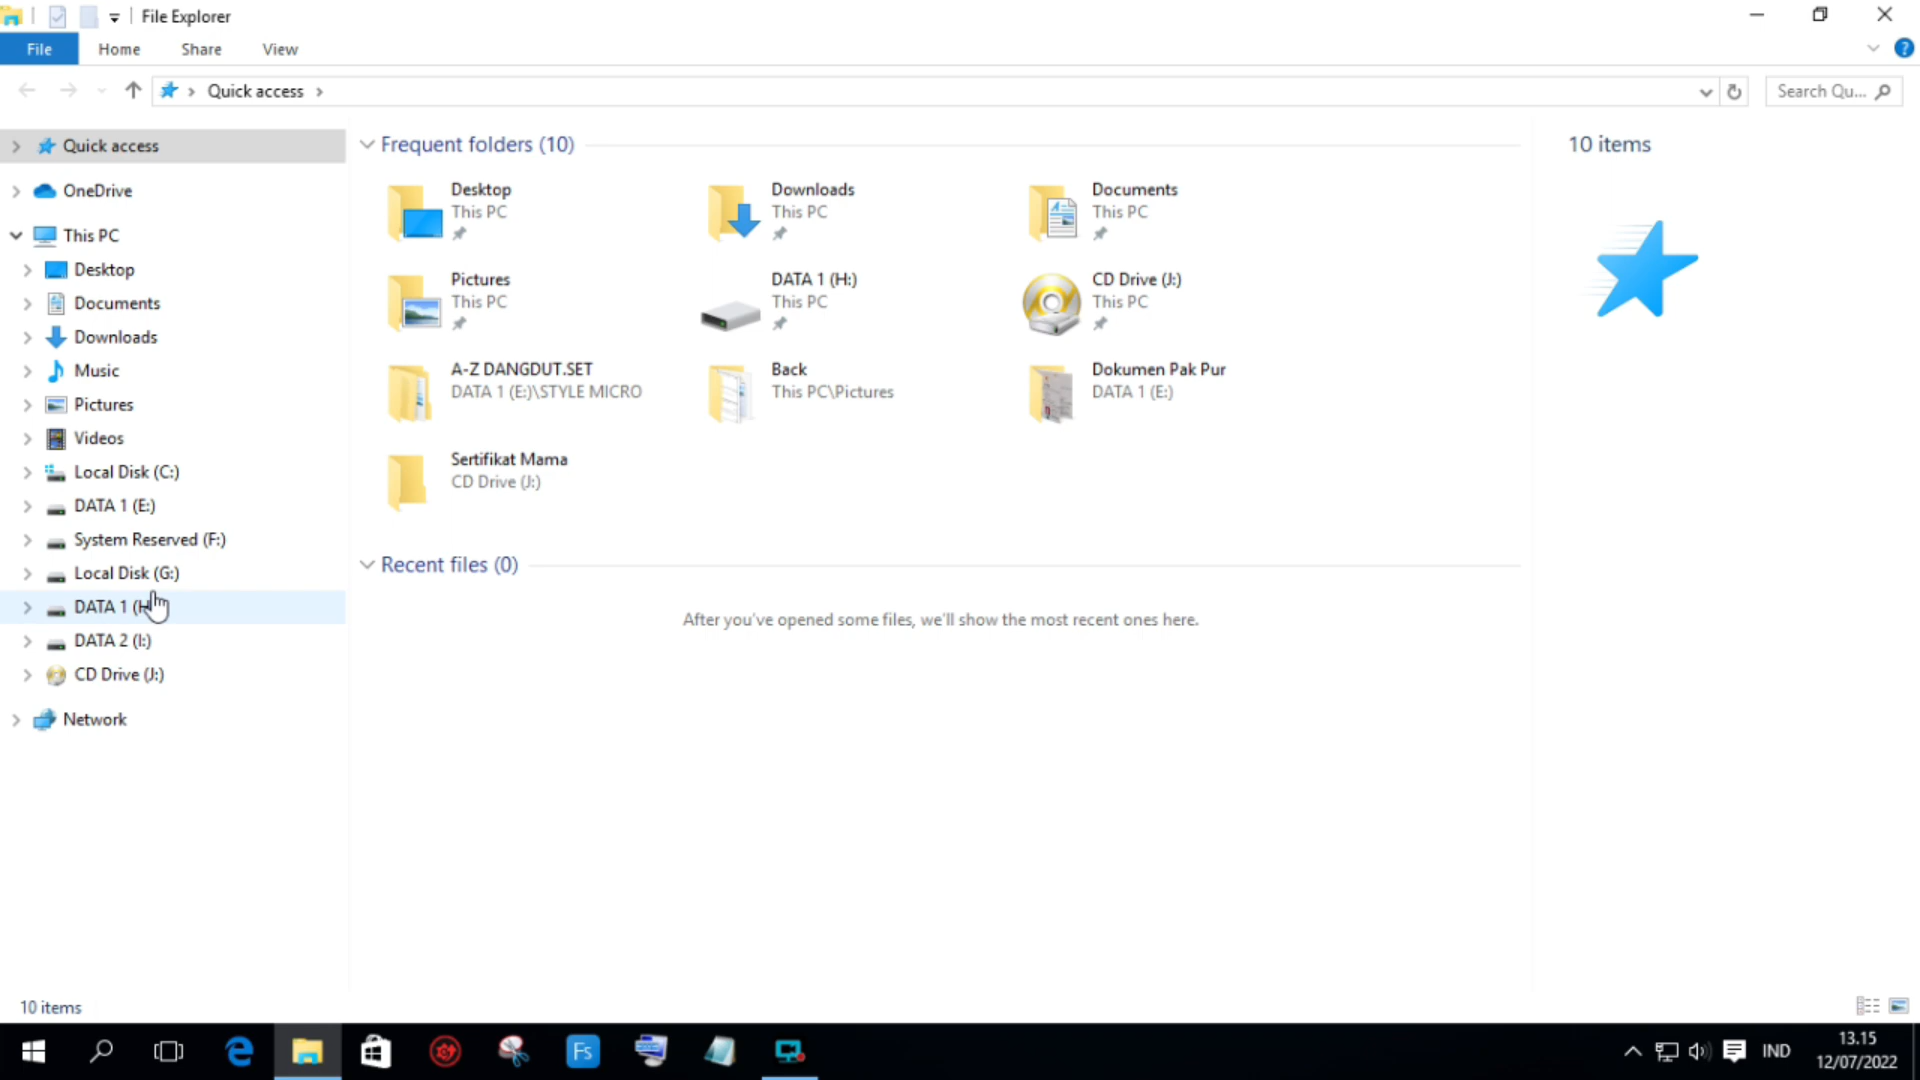 File Explorer
File Home Share View
Quick access
Search Qu...
Quick access
OneDrive
This PC
Desktop
Documents
Downloads
Music
Pictures
Videos
Local Disk (C:)
DATA 1 (E:)
System Reserved (F:)
Local Disk (G:)
DATA 1 (H
DATA 2 (I:)
CD Drive (J:)
Network
Frequent folders (10)
Desktop
This PC
Downloads
This PC
Documents
This PC
Pictures
This PC
DATA 1 (H:)
This PC
CD Drive (J:)
This PC
A-Z DANGDUT.SET
DATA 1 (E:)\STYLE MICRO
Back
This PC\Pictures
Dokumen Pak Pur
DATA 1 (E:)
Sertifikat Mama
CD Drive (J:)
Recent files (0)
After you've opened some files, we'll show the most recent ones here.
10 items
10 items
Fs
IND
13.15
12/07/2022